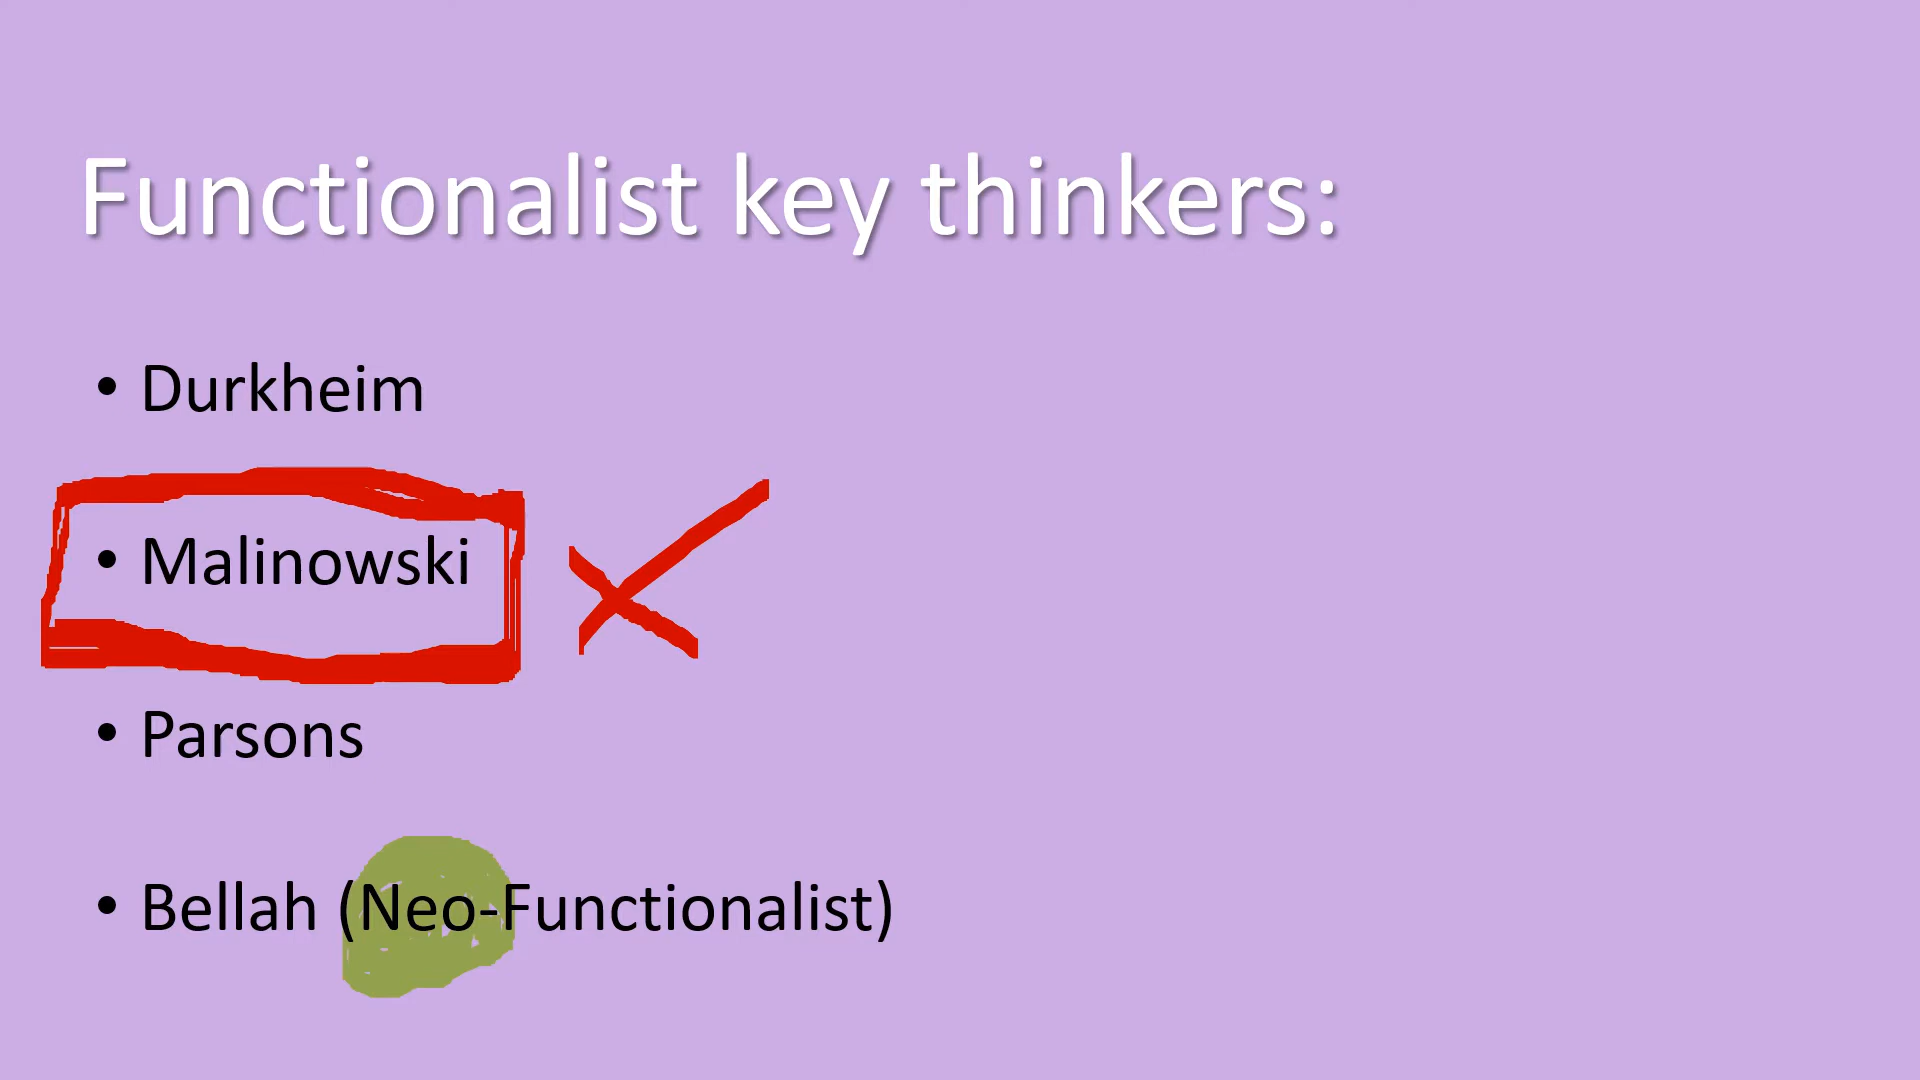 Functionalist key thinkers:
• Durkheim
• Malinowski
• Parsons
• Bellah (Neo-Functionalist)